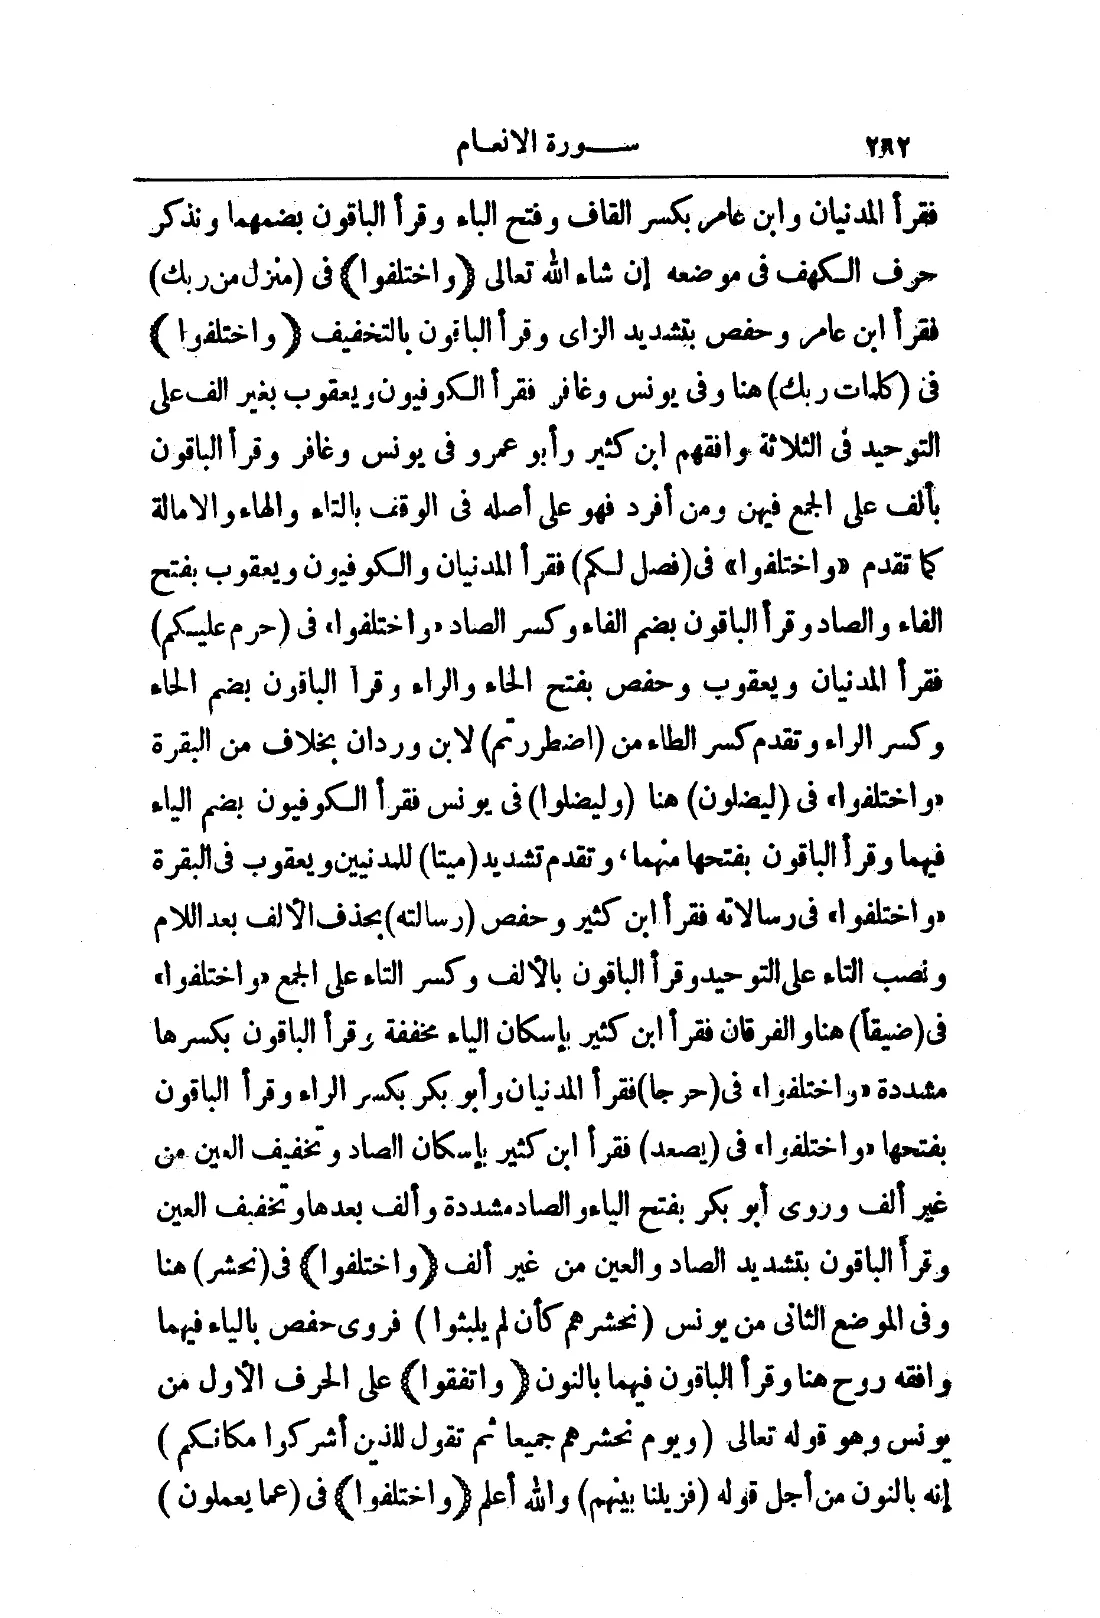 ٢٦٢ سورة الانعام
فقرأ المدنيان وابن عامر بكسر القاف وفتح الباء وقرأ الباقون بضمهما ونذكر
حرف الكهف فى موضعه إن شاء الله تعالى ﴿واختلفوا﴾ فى (منزل من ربك)
فقرأ ابن عامر وحفص بتشديد الزاى وقرأ الباقون بالتخفيف ﴿واختلفوا﴾
فى (كلمات ربك) هنا وفى يونس وغافر فقرأ الكوفيون ويعقوب بغير الف على
التوحيد فى الثلاثة وافقهم ابن كثير وأبو عمرو فى يونس وغافر وقرأ الباقون
بألف على الجمع فيهن ومن أفرد فهو على أصله فى الوقف بالتاء والهاء والامالة
كما تقدم «واختلفوا» فى (فصل لكم) فقرأ المدنيان والكوفيون ويعقوب بفتح
الفاء والصاد وقرأ الباقون بضم الفاء وكسر الصاد «واختلفوا» فى (حرم عليكم)
فقرأ المدنيان ويعقوب وحفص بفتح الحاء والراء وقرأ الباقون بضم الحاء
وكسر الراء وتقدم كسر الطاء من (اضطررتم) لابن وردان بخلاف من البقرة
«واختلفوا» فى (ليضلون) هنا (وليضلوا) فى يونس فقرأ الكوفيون بضم الياء
فيهما وقرأ الباقون بفتحها منهما، وتقدم تشديد (ميتا) للمدنيين ويعقوب فى البقرة
«واختلفوا» فى رسالاته فقرأ ابن كثير وحفص (رسالته) بحذف الألف بعد اللام
ونصب التاء على التوحيد وقرأ الباقون بالألف وكسر التاء على الجمع «واختلفوا»
فى (ضيقاً) هنا والفرقان فقرأ ابن كثير بإسكان الياء مخففة وقرأ الباقون بكسرها
مشددة «واختلفوا» فى (حرجا) فقرأ المدنيان وأبو بكر بكسر الراء وقرأ الباقون
بفتحها «واختلفوا» فى (يصعد) فقرأ ابن كثير بإسكان الصاد وتخفيف العين من
غير ألف وروى أبو بكر بفتح الياء والصاد مشددة وألف بعدها وتخفيف العين
وقرأ الباقون بتشديد الصاد والعين من غير ألف ﴿واختلفوا﴾ فى (نحشر) هنا
وفى الموضع الثانى من يونس (نحشرهم كأن لم يلبثوا) فروى حفص بالياء فيهما
وافقه روح هنا وقرأ الباقون فيهما بالنون ﴿واتفقوا﴾ على الحرف الأول من
يونس وهو قوله تعالى (ويوم نحشرهم جميعا ثم نقول للذين أشركوا مكانكم)
إنه بالنون من أجل قوله (فزيلنا بينهم) والله أعلم ﴿واختلفوا﴾ فى (عما يعملون)